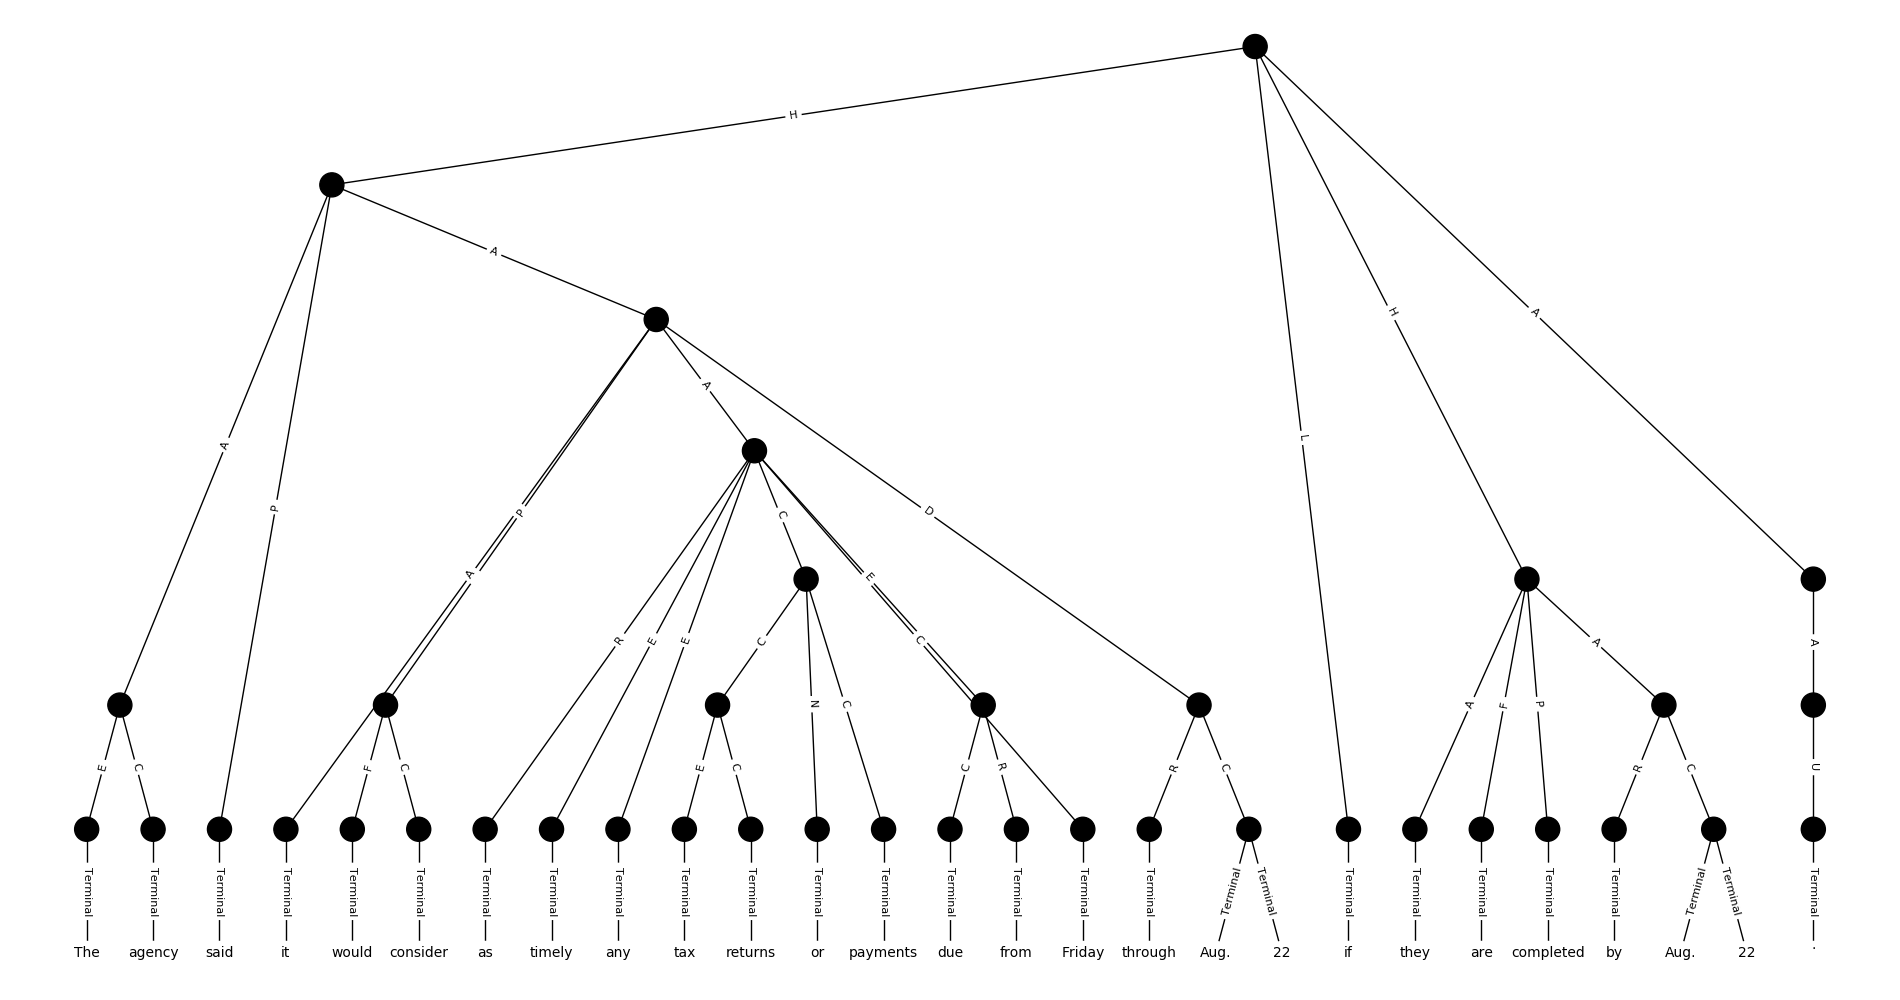 H
A
A
P
A
L
H
A
A
P
D
C
E
A
P
R
E
E
C
C
N
C
A
F
P
A
A
E
C
F
C
E
C
C
R
R
C
R
C
U
Terminal Terminal Terminal Terminal Terminal Terminal Terminal Terminal Terminal Terminal Terminal Terminal Terminal Terminal Terminal Terminal Terminal Terminal Terminal Terminal Terminal Terminal Terminal Terminal Terminal Terminal Terminal
The agency said it would consider as timely any tax returns or payments due from Friday through Aug. 22 if they are completed by Aug. 22 .